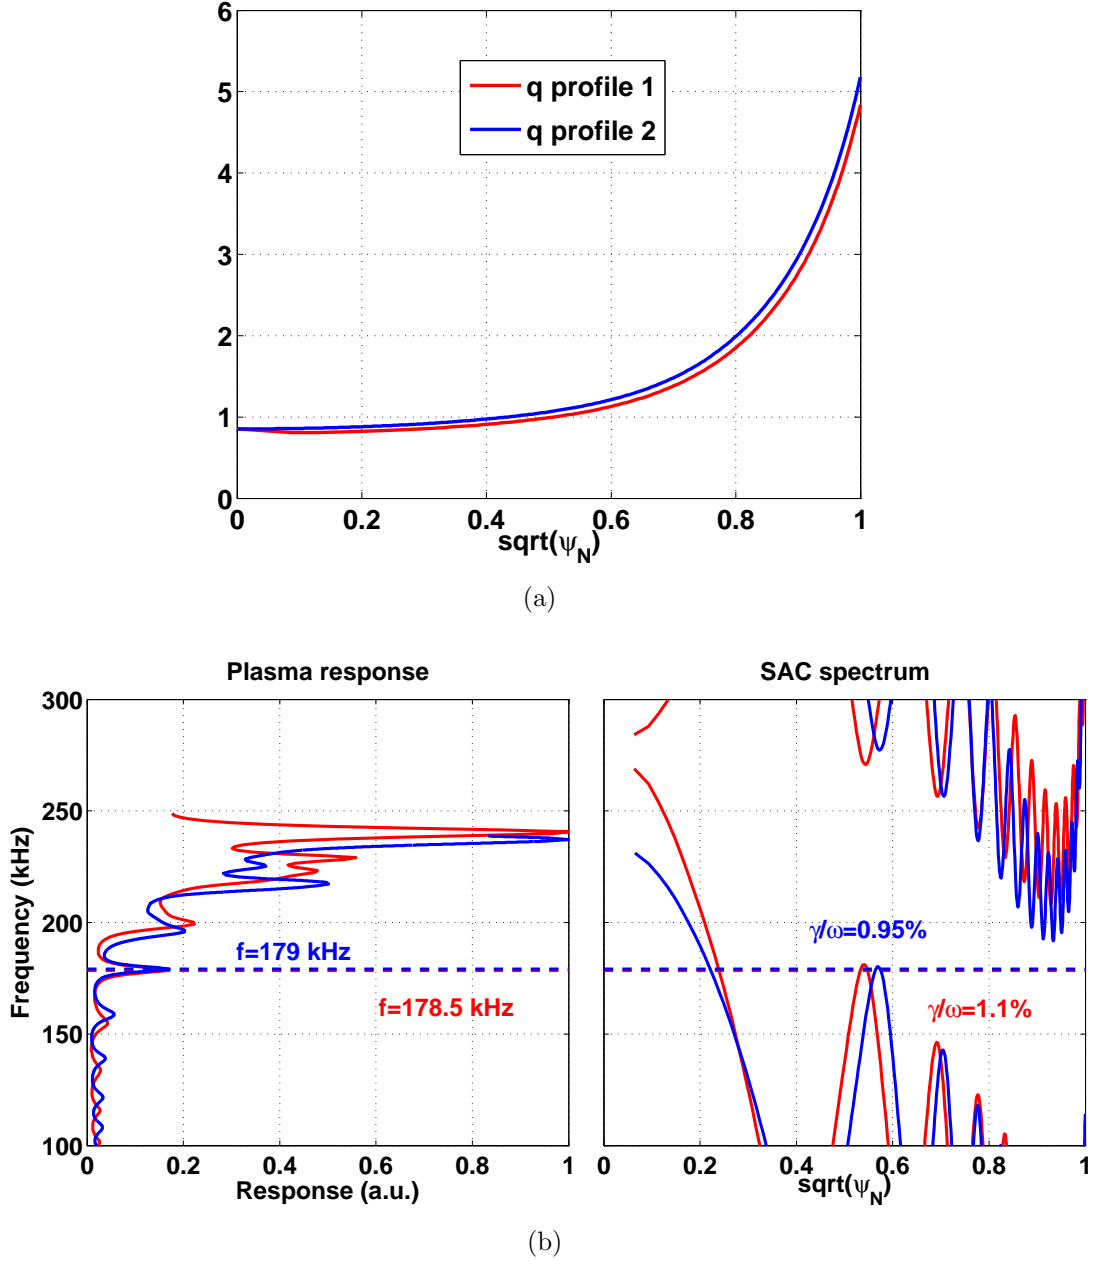 6
5
4
3
2
1
0
q profile 1
q profile 2
0 0.2 0.4 0.6 0.8 1
sqrt(ψ_N)
(a)
Plasma response
SAC spectrum
Frequency (kHz)
300
250
200
150
100
f=179 kHz
f=178.5 kHz
γ/ω=0.95%
γ/ω=1.1%
0 0.2 0.4 0.6 0.8 1
Response (a.u.)
0 0.2 0.4 0.6 0.8 1
sqrt(ψ_N)
(b)